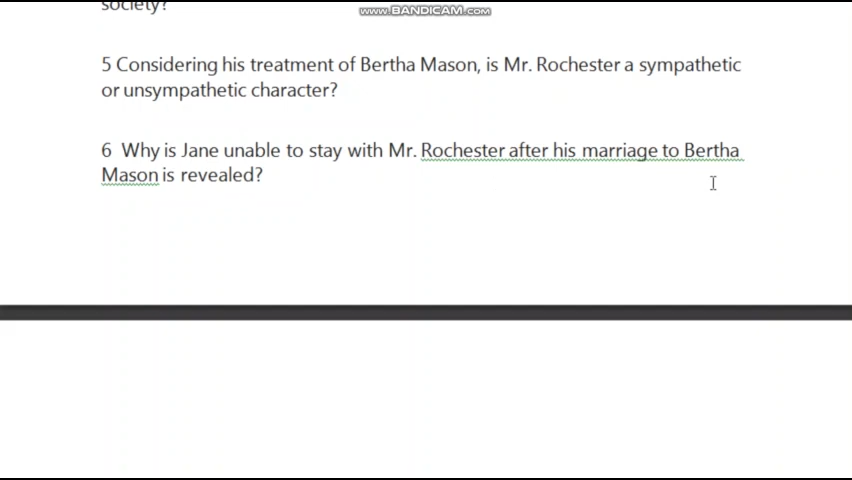 www.BANDICAM.com
society?
5 Considering his treatment of Bertha Mason, is Mr. Rochester a sympathetic
or unsympathetic character?
6 Why is Jane unable to stay with Mr. Rochester after his marriage to Bertha
Mason is revealed?